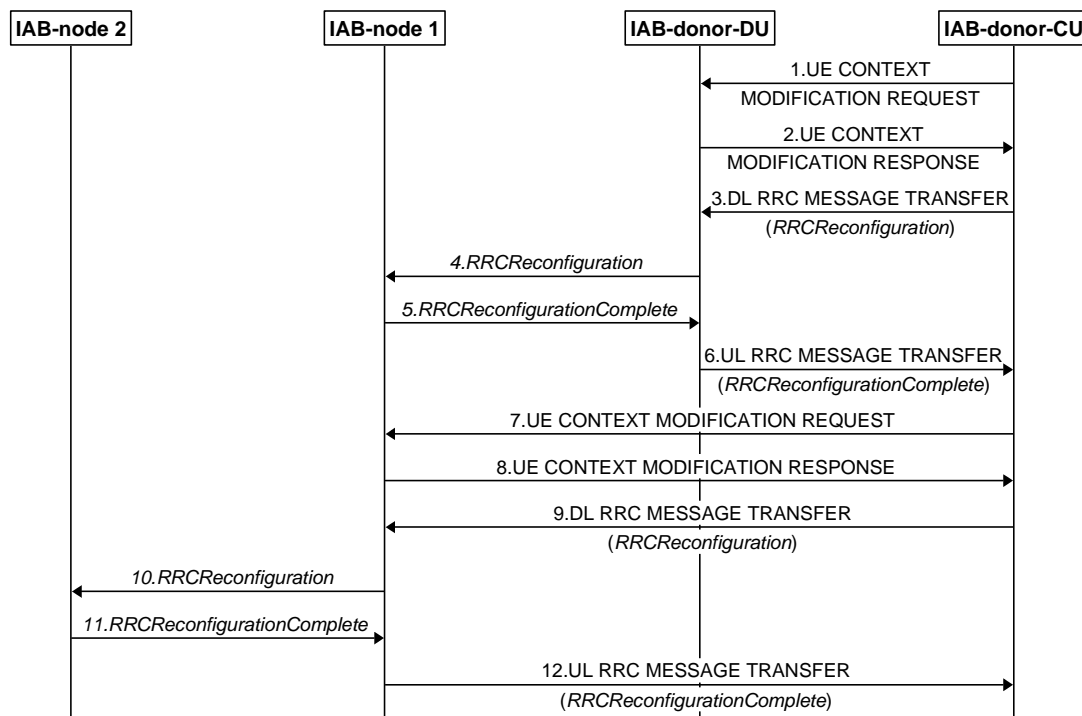 IAB-node 2
IAB-node 1
IAB-donor-DU
IAB-donor-CU
1.UE CONTEXT
MODIFICATION REQUEST
2.UE CONTEXT
MODIFICATION RESPONSE
3.DL RRC MESSAGE TRANSFER
(RRCReconfiguration)
4.RRCReconfiguration
5.RRCReconfigurationComplete
6.UL RRC MESSAGE TRANSFER
(RRCReconfigurationComplete)
7.UE CONTEXT MODIFICATION REQUEST
8.UE CONTEXT MODIFICATION RESPONSE
9.DL RRC MESSAGE TRANSFER
(RRCReconfiguration)
10.RRCReconfiguration
11.RRCReconfigurationComplete
12.UL RRC MESSAGE TRANSFER
(RRCReconfigurationComplete)